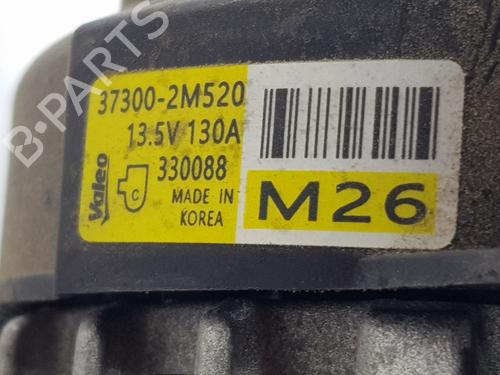 B-PARTS
37300-2M520
13.5V 130A
Valeo
C
330088
MADE IN
KOREA
M26